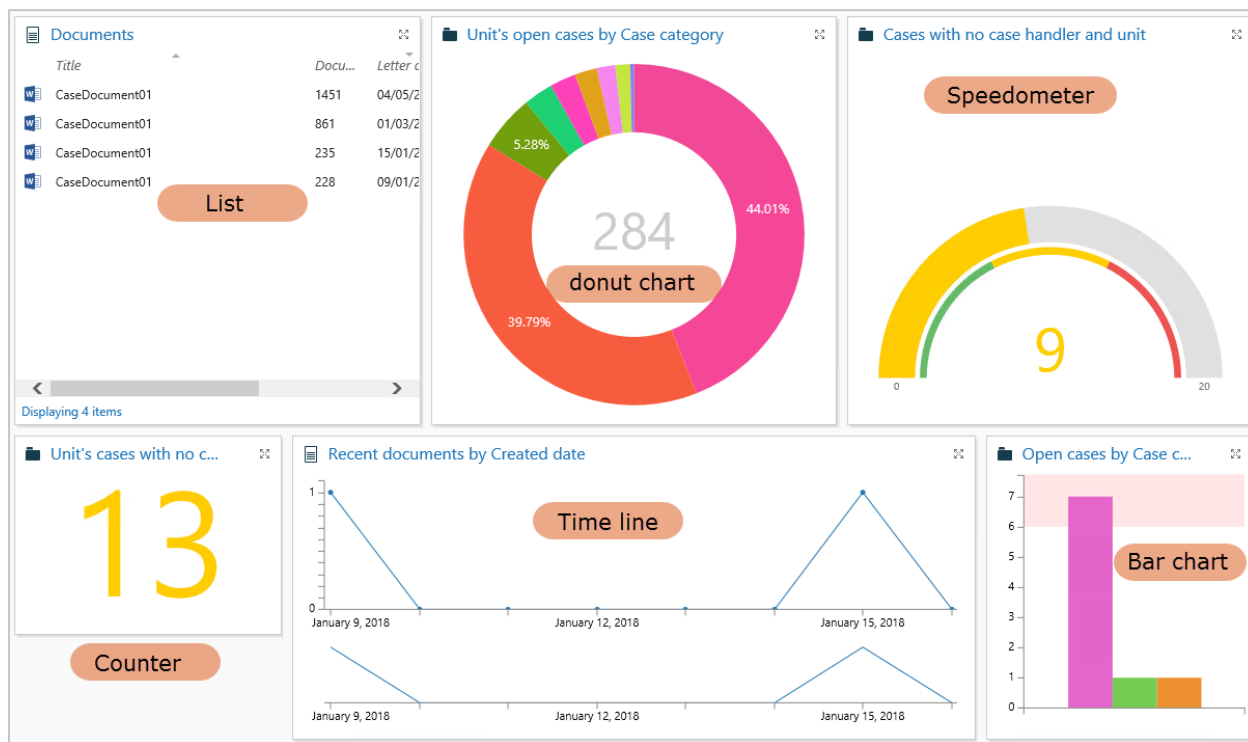 Documents
Title Docu... Letter d
CaseDocument01 1451 04/05/2
CaseDocument01 861 01/03/2
CaseDocument01 235 15/01/2
CaseDocument01 228 09/01/2
List
Displaying 4 items
Unit's open cases by Case category
5.28%
44.01%
284
donut chart
39.79%
Cases with no case handler and unit
Speedometer
9
0 20
Unit's cases with no c...
13
Counter
Recent documents by Created date
1
Time line
0
January 9, 2018 January 12, 2018 January 15, 2018
January 9, 2018 January 12, 2018 January 15, 2018
Open cases by Case c...
7
6
5
Bar chart
4
3
2
1
0